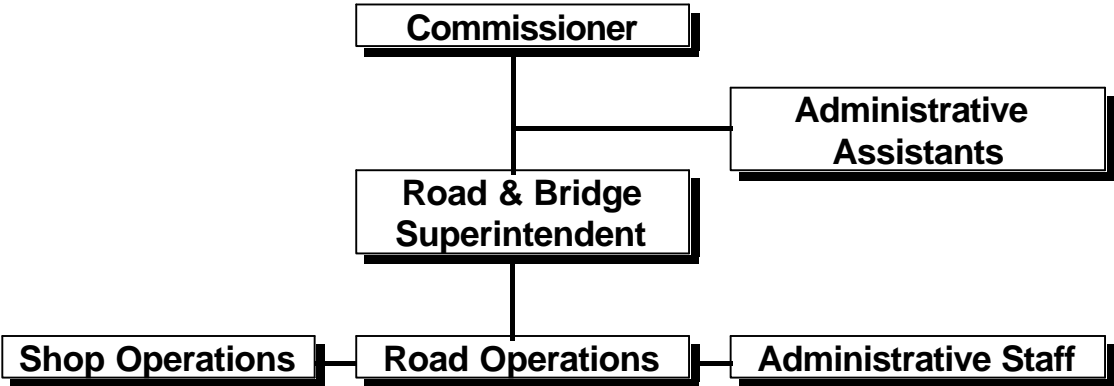 Commissioner
Administrative
Assistants
Road & Bridge
Superintendent
Shop Operations
Road Operations
Administrative Staff